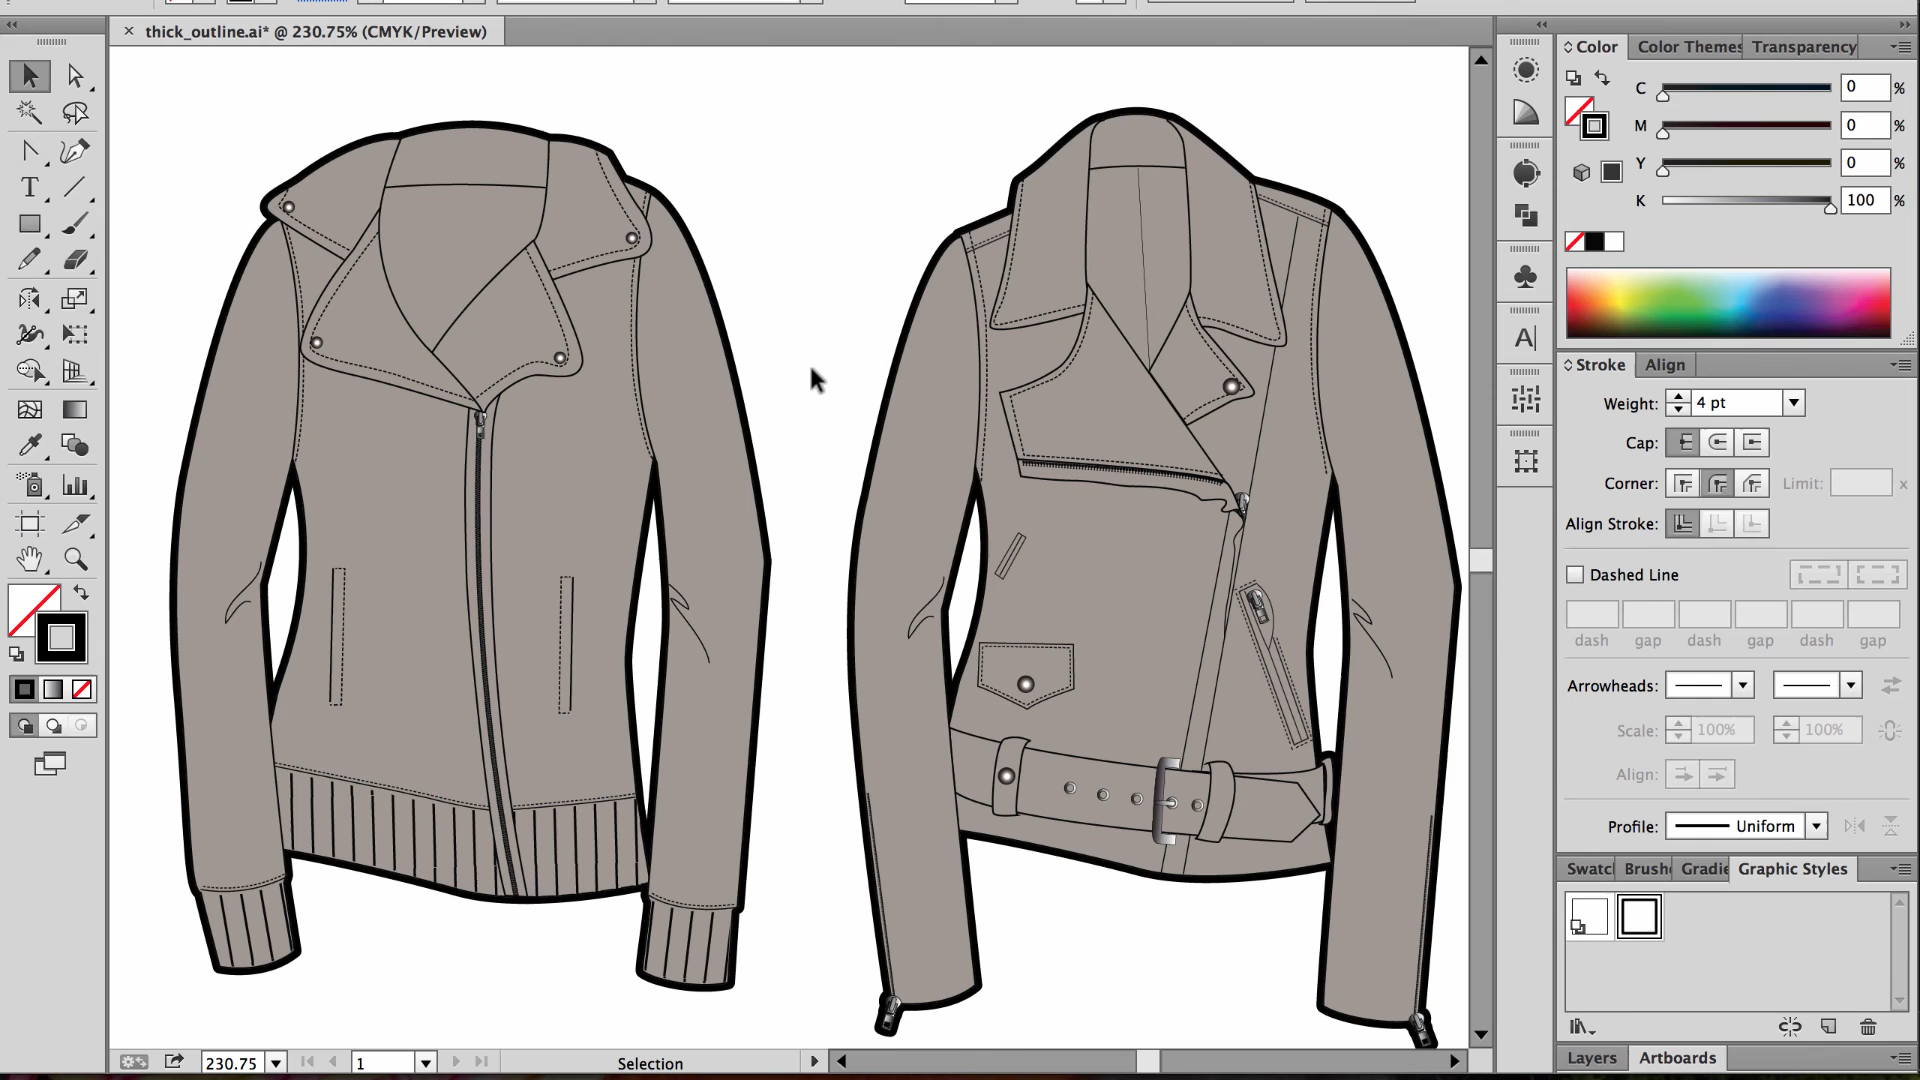 thick_outline.ai* @ 230.75% (CMYK/Preview)
Color
Color Themes
Transparency
C 0 %
M 0 %
Y 0 %
K 100 %
Stroke
Align
Weight: 4 pt
Cap:
Corner:
Limit: x
Align Stroke:
Dashed Line
dash gap dash gap dash gap
Arrowheads:
Scale: 100% 100%
Align:
Profile: Uniform
Swatc Brush Gradie Graphic Styles
Layers Artboards
230.75 1 Selection